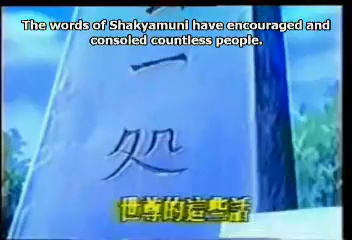 The words of Shakyamuni have encouraged and
consoled countless people.
一
処
世尊的這些話